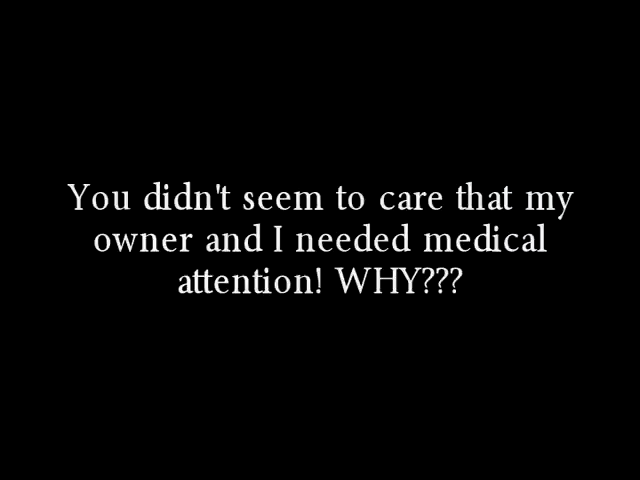 You didn't seem to care that my
owner and I needed medical
attention! WHY???